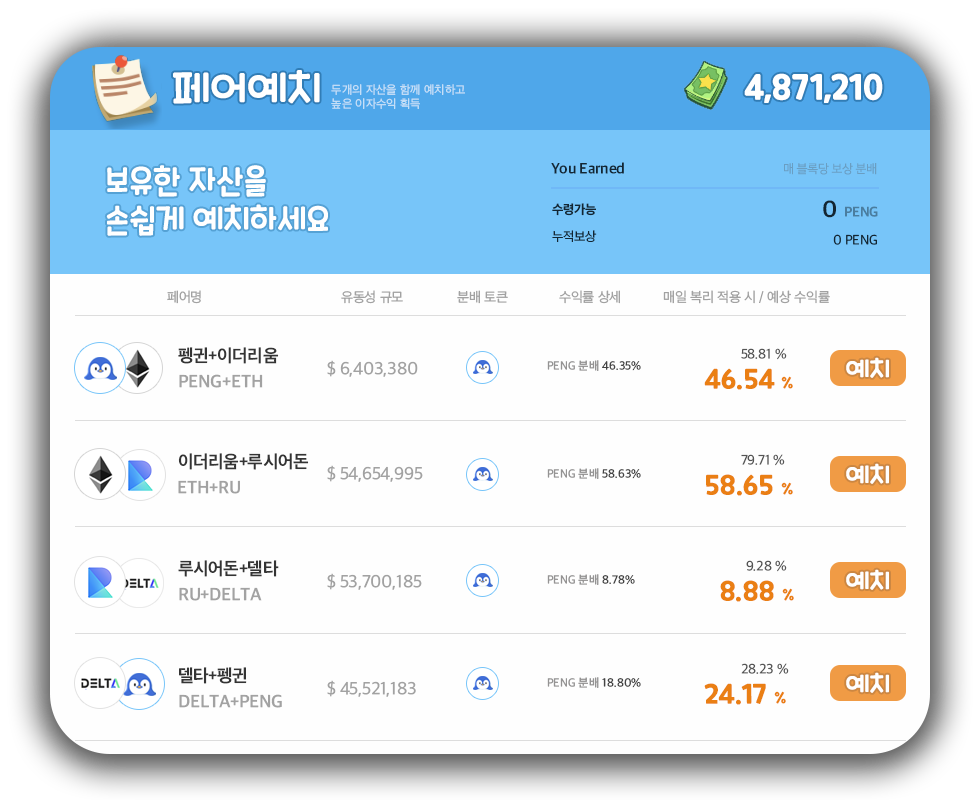 페어예치
두개의 자산을 함께 예치하고
높은 이자수익 획득
4,871,210
보유한 자산을
손쉽게 예치하세요
You Earned 매 블록당 보상 분배
수령가능 0 PENG
누적보상 0 PENG
페어명 유동성 규모 분배 토큰 수익률 상세 매일 복리 적용 시 / 예상 수익률
펭귄+이더리움
PENG+ETH
$ 6,403,380
PENG 분배 46.35%
58.81 %
46.54 %
예치
이더리움+루시어돈
ETH+RU
$ 54,654,995
PENG 분배 58.63%
79.71 %
58.65 %
예치
DELTA
루시어돈+델타
RU+DELTA
$ 53,700,185
PENG 분배 8.78%
9.28 %
8.88 %
예치
DELTA
델타+펭귄
DELTA+PENG
$ 45,521,183
PENG 분배 18.80%
28.23 %
24.17 %
예치